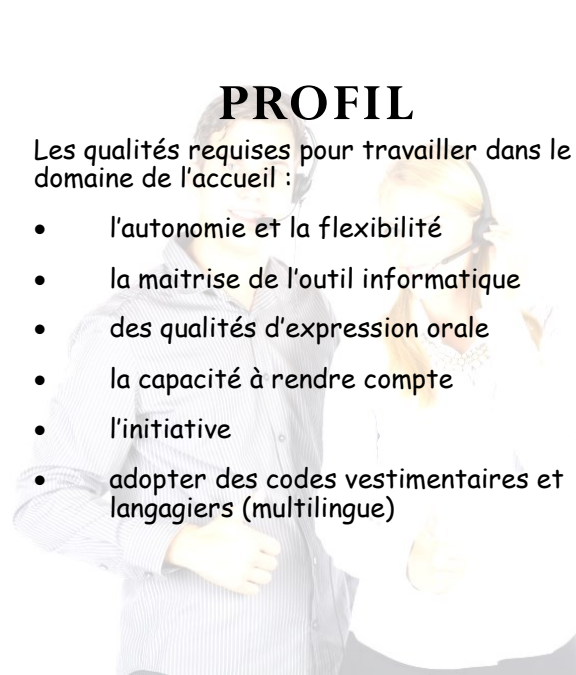 PROFIL
Les qualités requises pour travailler dans le
domaine de l'accueil :
• l'autonomie et la flexibilité
• la maitrise de l'outil informatique
• des qualités d'expression orale
• la capacité à rendre compte
• l'initiative
• adopter des codes vestimentaires et
langagiers (multilingue)